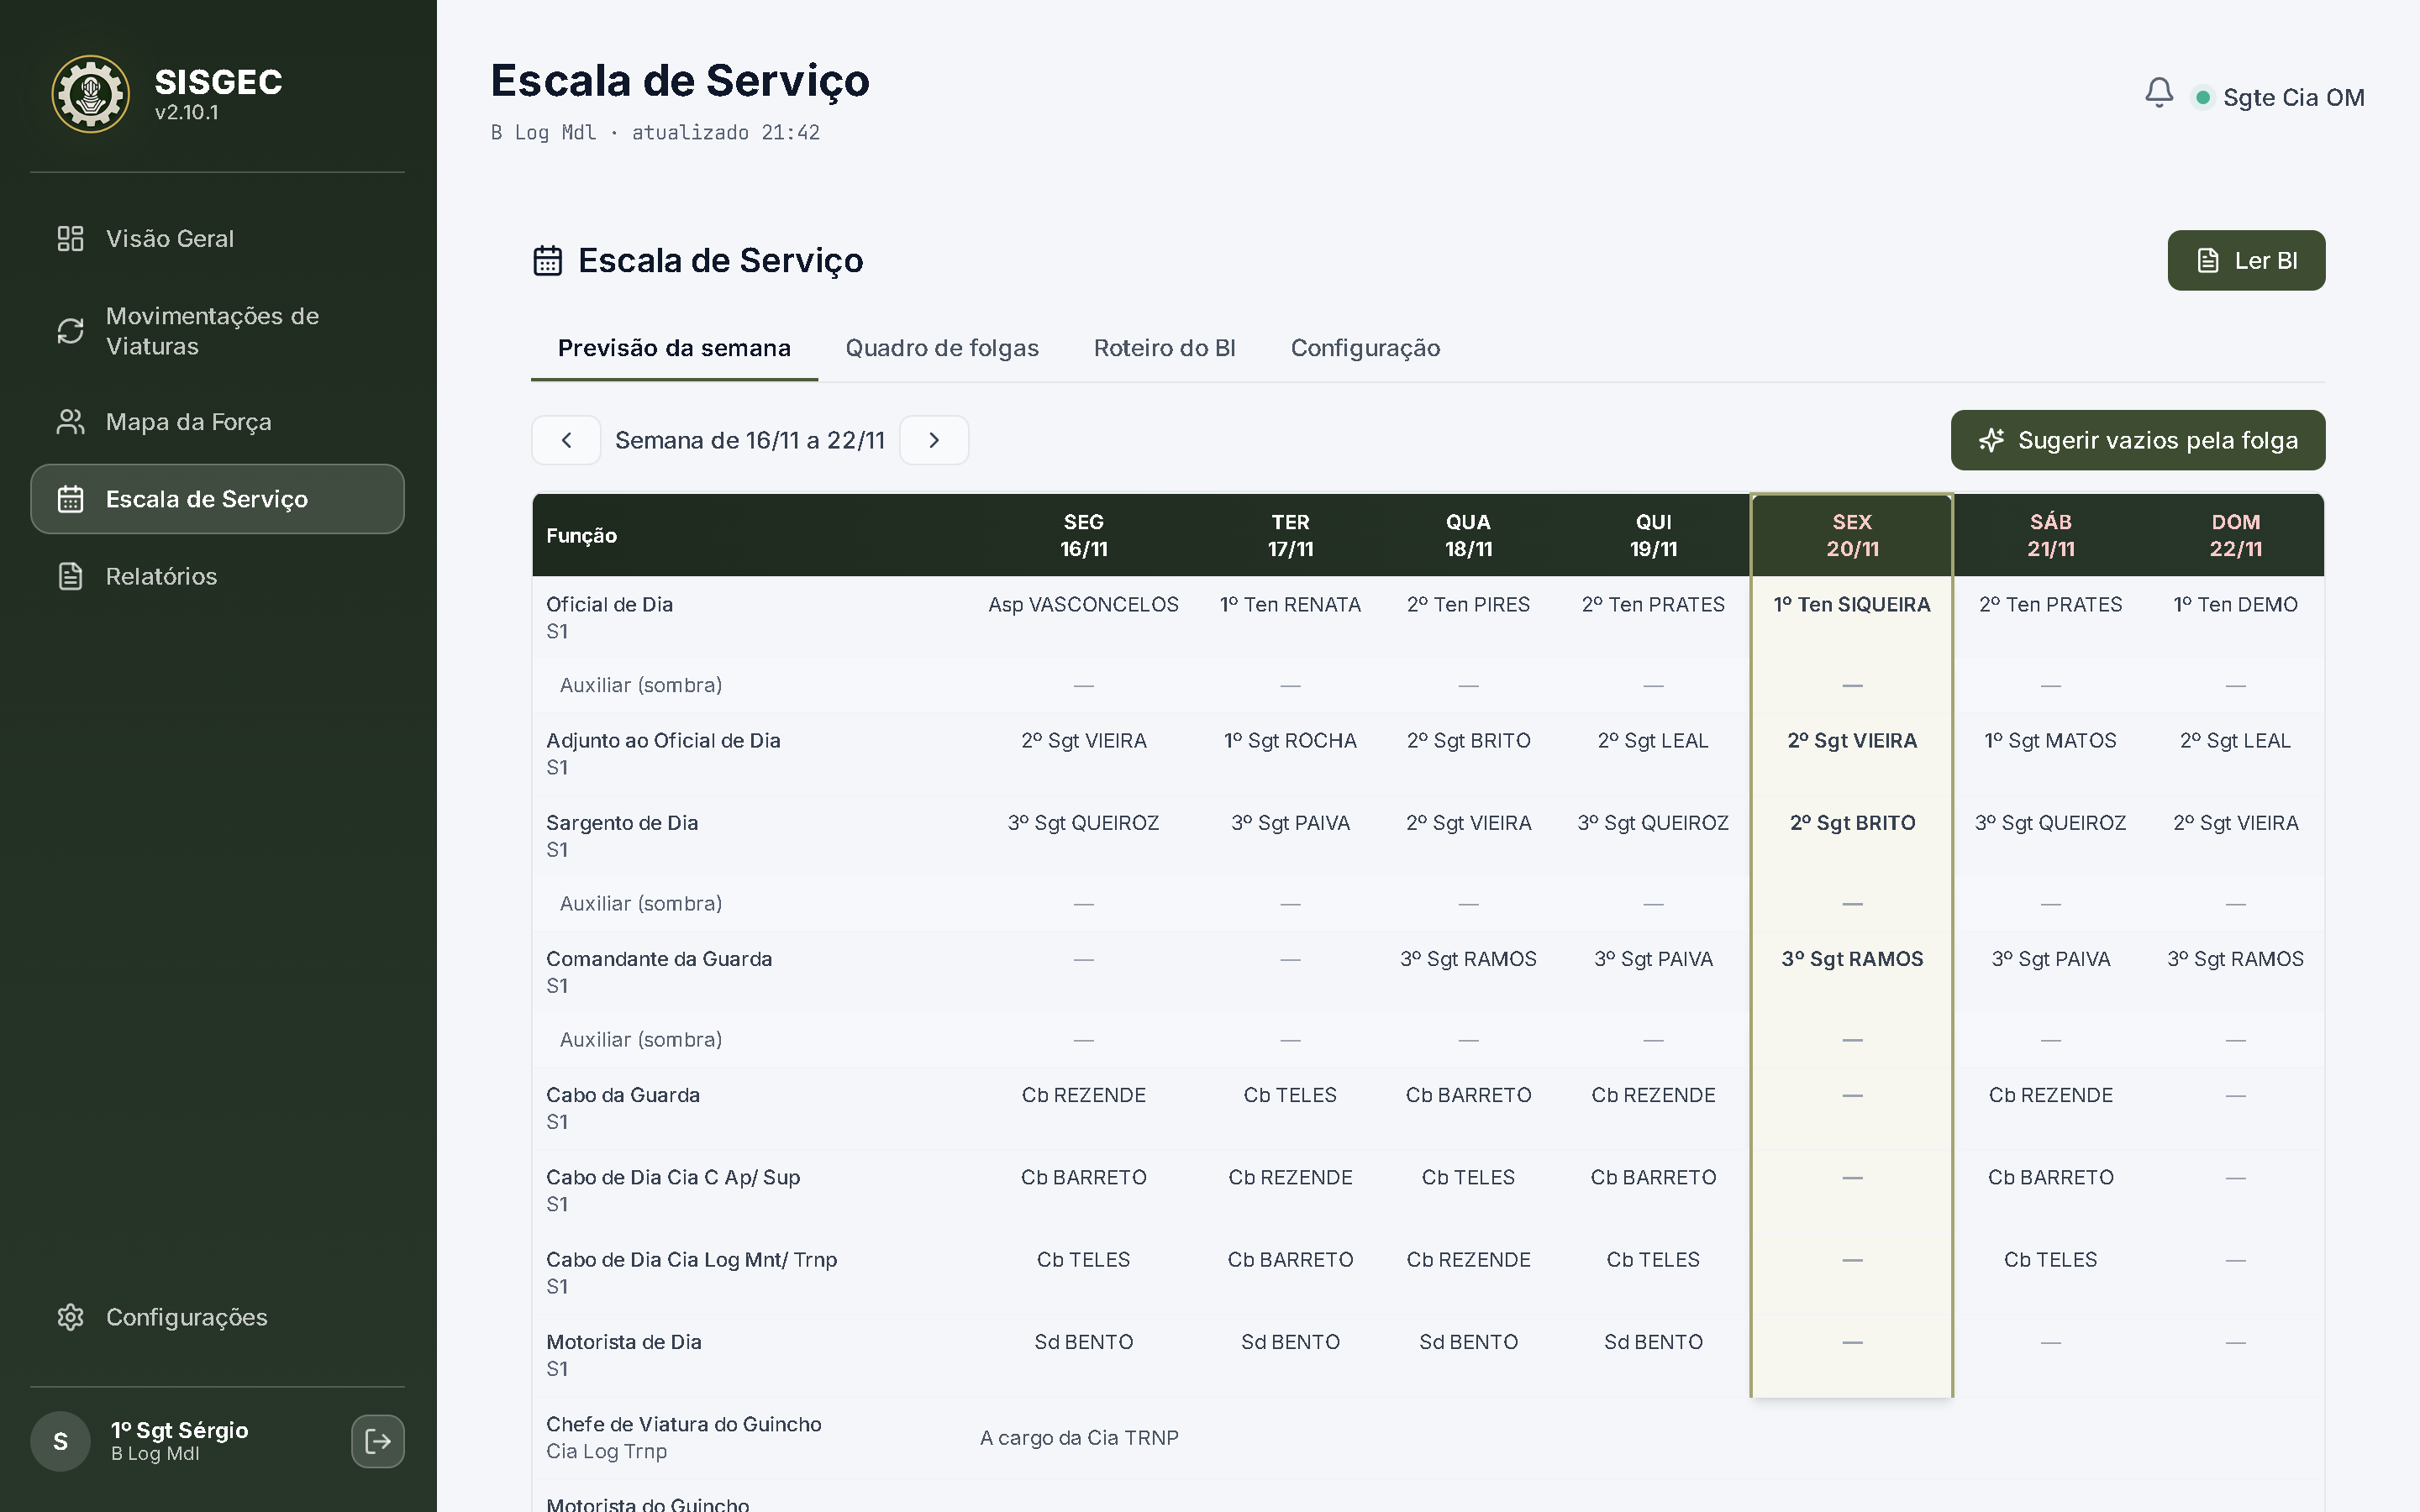 SISGEC
v2.10.1
Visão Geral
Movimentações de
Viaturas
Mapa da Força
Escala de Serviço
Relatórios
Configurações
S
1º Sgt Sérgio
B Log Mdl
Escala de Serviço
B Log Mdl · atualizado 21:42
Sgte Cia OM
Escala de Serviço
Ler BI
Previsão da semana Quadro de folgas Roteiro do BI Configuração
Semana de 16/11 a 22/11
Sugerir vazios pela folga
Função SEG 16/11 TER 17/11 QUA 18/11 QUI 19/11 SEX 20/11 SÁB 21/11 DOM 22/11
Oficial de Dia Asp VASCONCELOS 1º Ten RENATA 2º Ten PIRES 2º Ten PRATES 1º Ten SIQUEIRA 2º Ten PRATES 1º Ten DEMO
S1
Auxiliar (sombra) — — — — — — —
Adjunto ao Oficial de Dia 2º Sgt VIEIRA 1º Sgt ROCHA 2º Sgt BRITO 2º Sgt LEAL 2º Sgt VIEIRA 1º Sgt MATOS 2º Sgt LEAL
S1
Sargento de Dia 3º Sgt QUEIROZ 3º Sgt PAIVA 2º Sgt VIEIRA 3º Sgt QUEIROZ 2º Sgt BRITO 3º Sgt QUEIROZ 2º Sgt VIEIRA
S1
Auxiliar (sombra) — — — — — — —
Comandante da Guarda — — 3º Sgt RAMOS 3º Sgt PAIVA 3º Sgt RAMOS 3º Sgt PAIVA 3º Sgt RAMOS
S1
Auxiliar (sombra) — — — — — — —
Cabo da Guarda Cb REZENDE Cb TELES Cb BARRETO Cb REZENDE — Cb REZENDE —
S1
Cabo de Dia Cia C Ap/ Sup Cb BARRETO Cb REZENDE Cb TELES Cb BARRETO — Cb BARRETO —
S1
Cabo de Dia Cia Log Mnt/ Trnp Cb TELES Cb BARRETO Cb REZENDE Cb TELES — Cb TELES —
S1
Motorista de Dia Sd BENTO Sd BENTO Sd BENTO Sd BENTO — — —
S1
Chefe de Viatura do Guincho A cargo da Cia TRNP
Cia Log Trnp
Motorista do Guincho